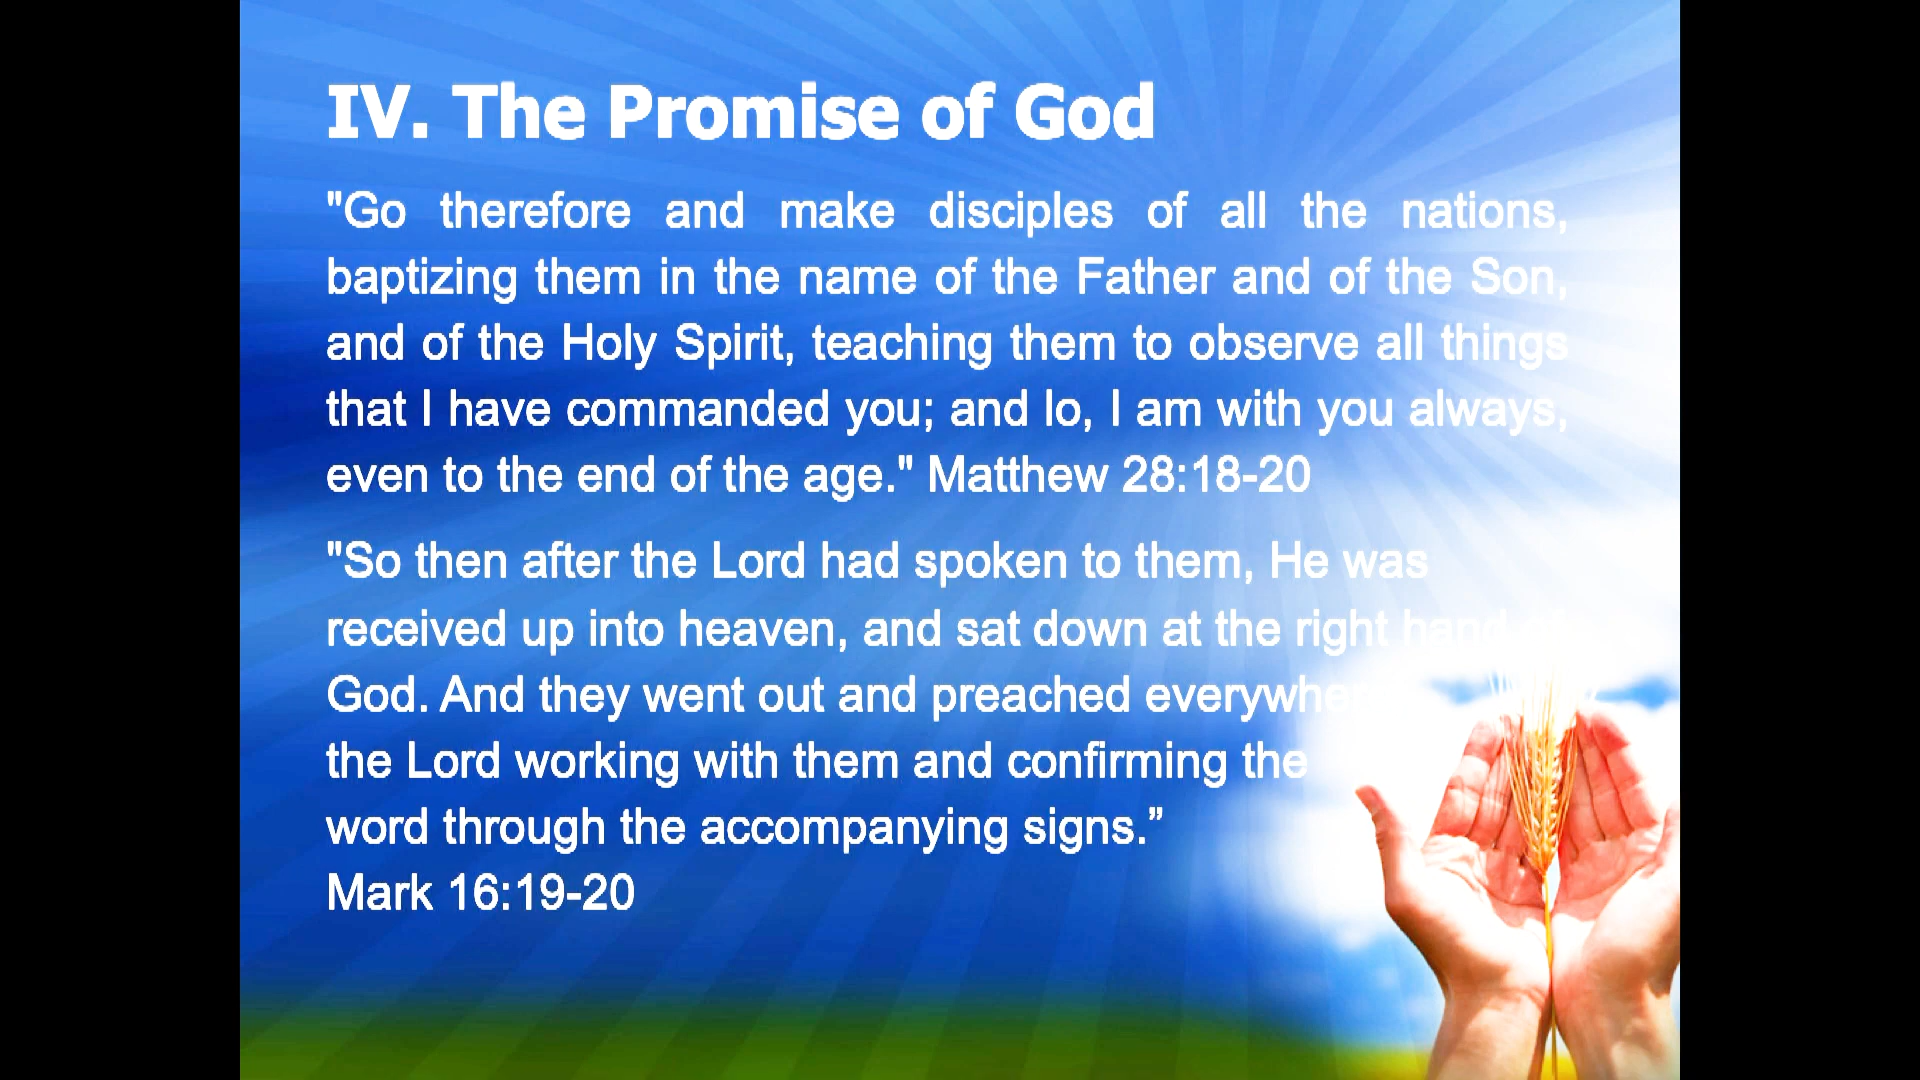 IV. The Promise of God
"Go therefore and make disciples of all the nations,
baptizing them in the name of the Father and of the Son,
and of the Holy Spirit, teaching them to observe all things
that I have commanded you; and lo, I am with you always,
even to the end of the age." Matthew 28:18-20
"So then after the Lord had spoken to them, He was
received up into heaven, and sat down at the right hand
God. And they went out and preached
the Lord working with them and confirming the
word through the accompanying signs.”
Mark 16:19-20